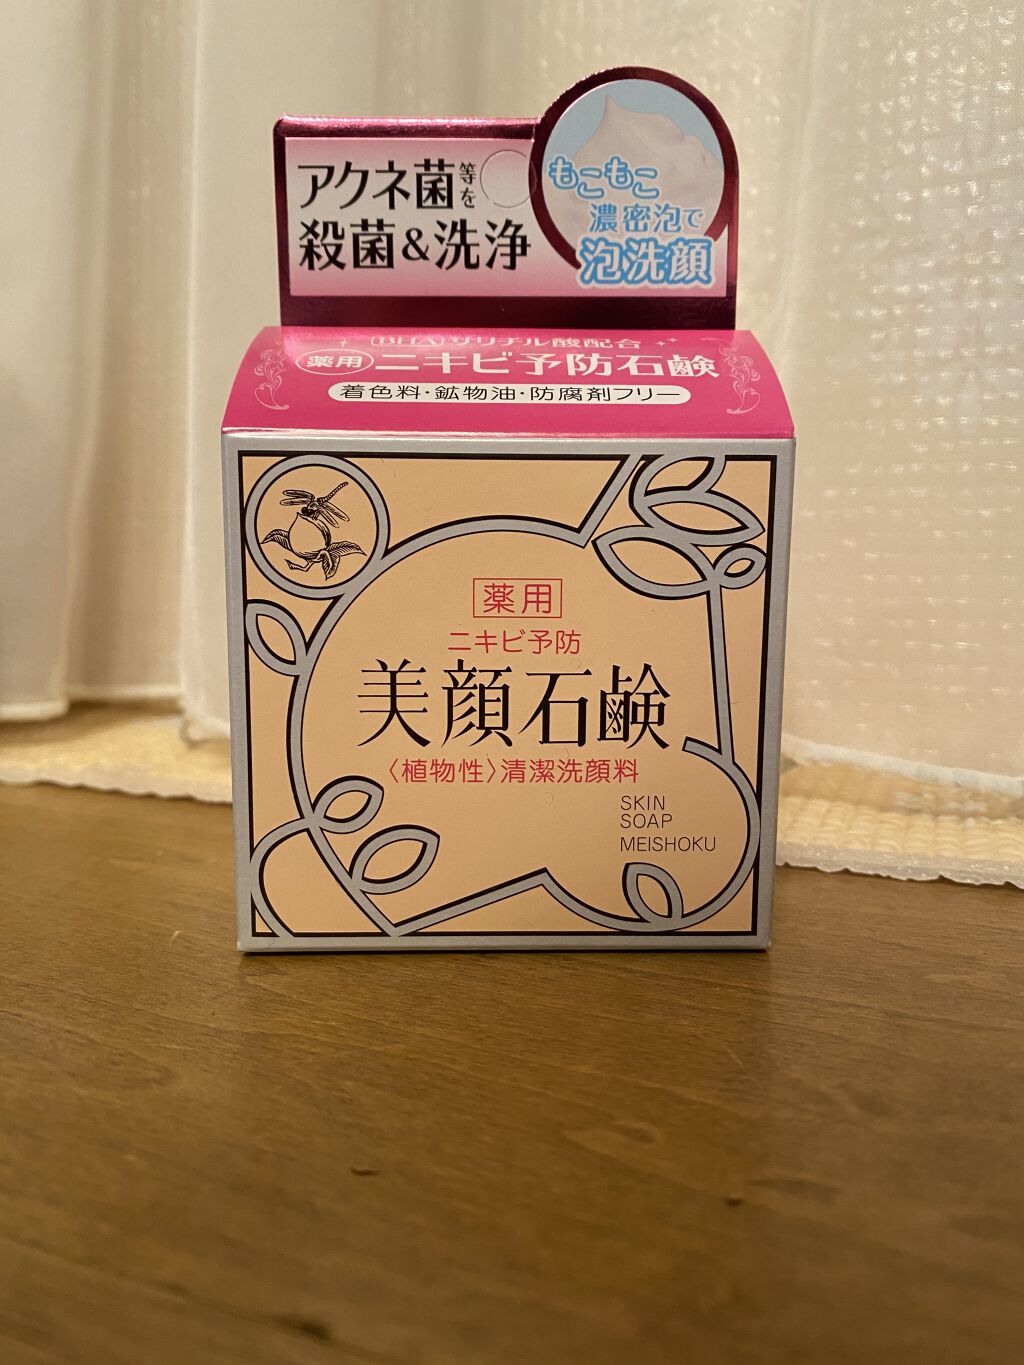 アクネ菌等を
殺菌&洗浄
もこもこ
濃密泡で
泡洗顔
(BHA)サリチル酸配合
薬用 ニキビ予防石鹸
着色料・鉱物油・防腐剤フリー
薬用
ニキビ予防
美顔石鹸
〈植物性〉清潔洗顔料
SKIN
SOAP
MEISHOKU